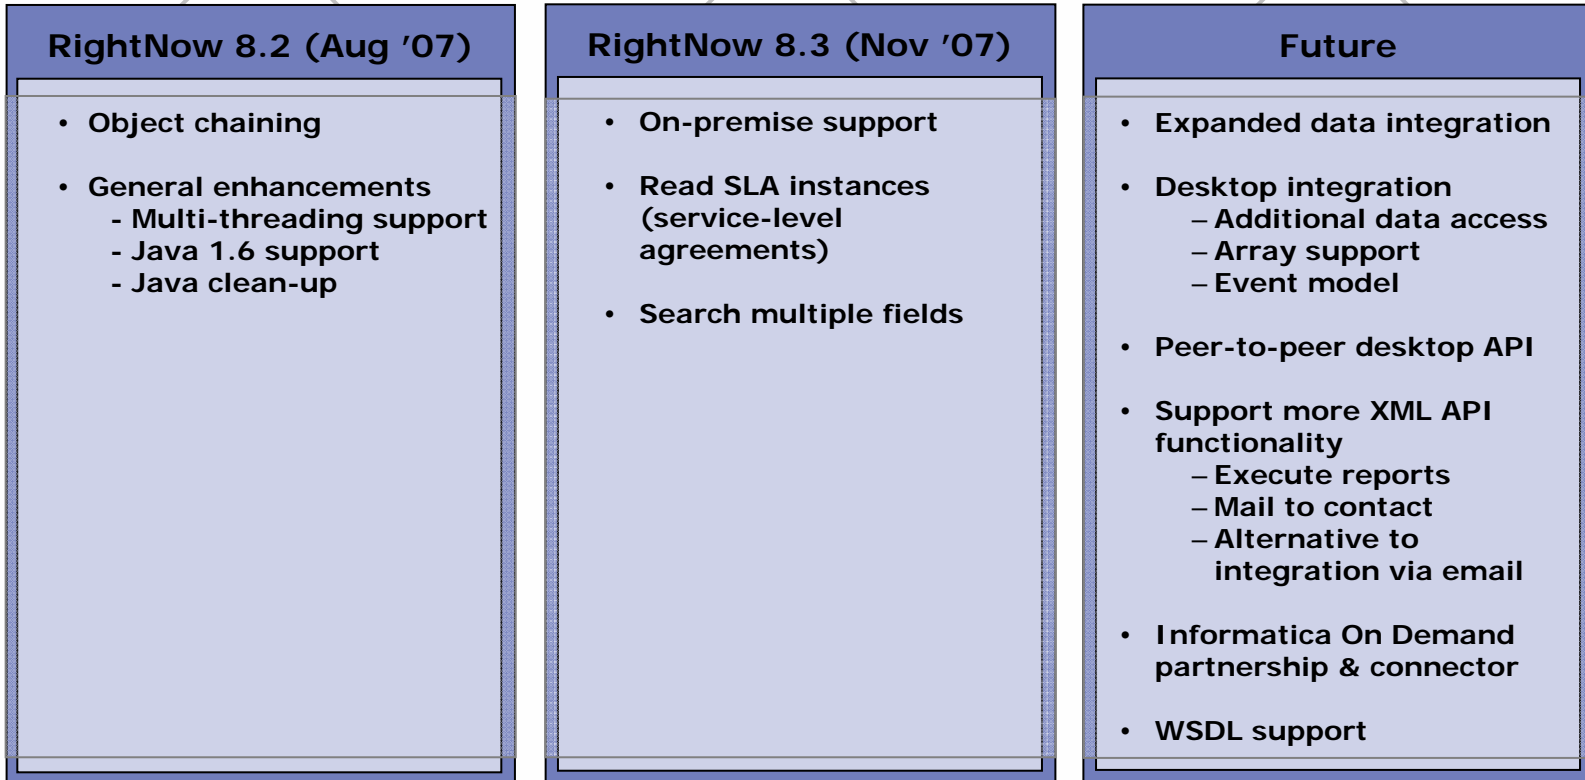 RightNow 8.2 (Aug '07)
• Object chaining
• General enhancements
- Multi-threading support
- Java 1.6 support
- Java clean-up
RightNow 8.3 (Nov '07)
• On-premise support
• Read SLA instances
(service-level
agreements)
• Search multiple fields
Future
• Expanded data integration
• Desktop integration
– Additional data access
– Array support
– Event model
• Peer-to-peer desktop API
• Support more XML API
functionality
– Execute reports
– Mail to contact
– Alternative to
integration via email
• Informatica On Demand
partnership & connector
• WSDL support